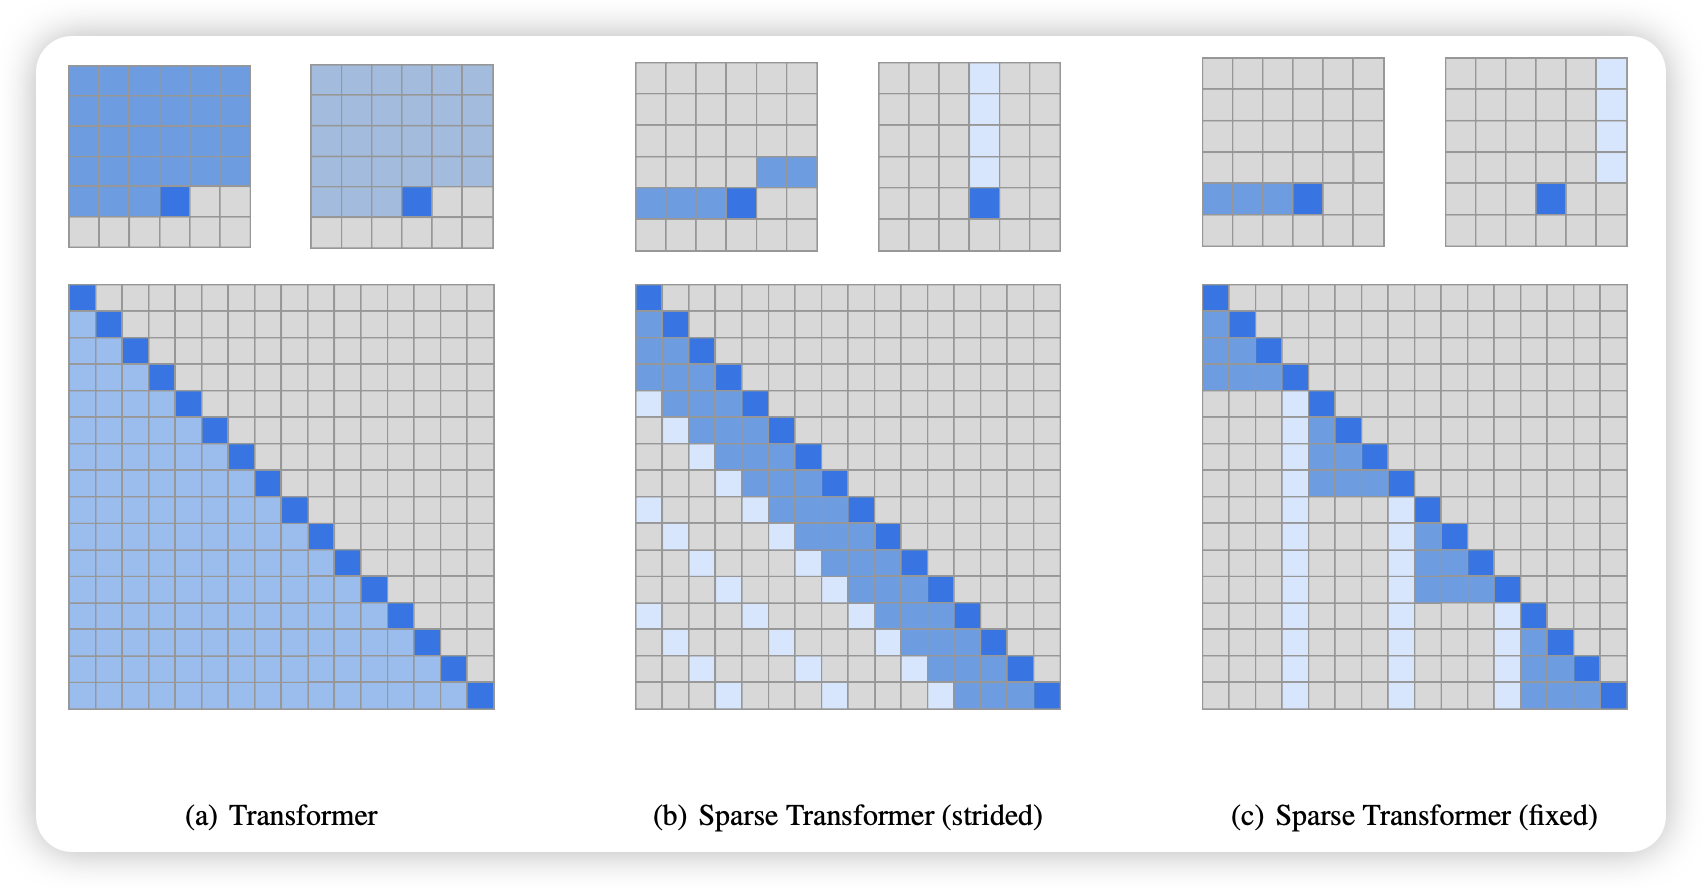 (a) Transformer
(b) Sparse Transformer (strided)
(c) Sparse Transformer (fixed)